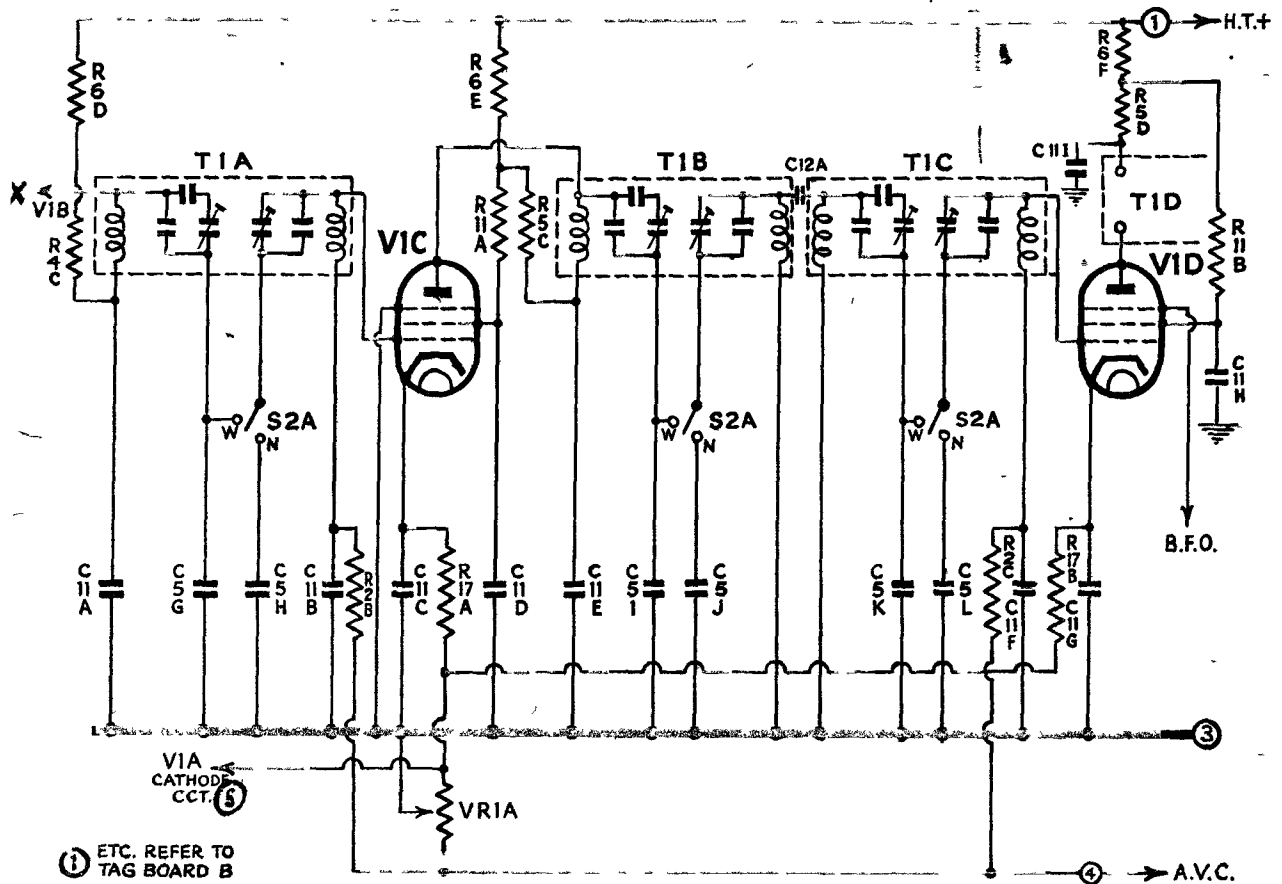 1 H.T.+
R6D
R6E
R6F
R5D
T1A
T1B
C12A
T1C
C11I
T1D
X V1B
R4C
V1C
R11A
R5C
V1D
R11B
C11H
W S2A N
W S2A N
W S2A N
B.F.O.
C11A
C5G
C5H
C11B
R2B
C11C
R17A
C11D
C11E
C5I
C5J
C5K
C5L
R2C
C11F
R17B
C11G
3
V1A
CATHODE
CCT. 5
VR1A
1 ETC. REFER TO
TAG BOARD B
4 A.V.C.